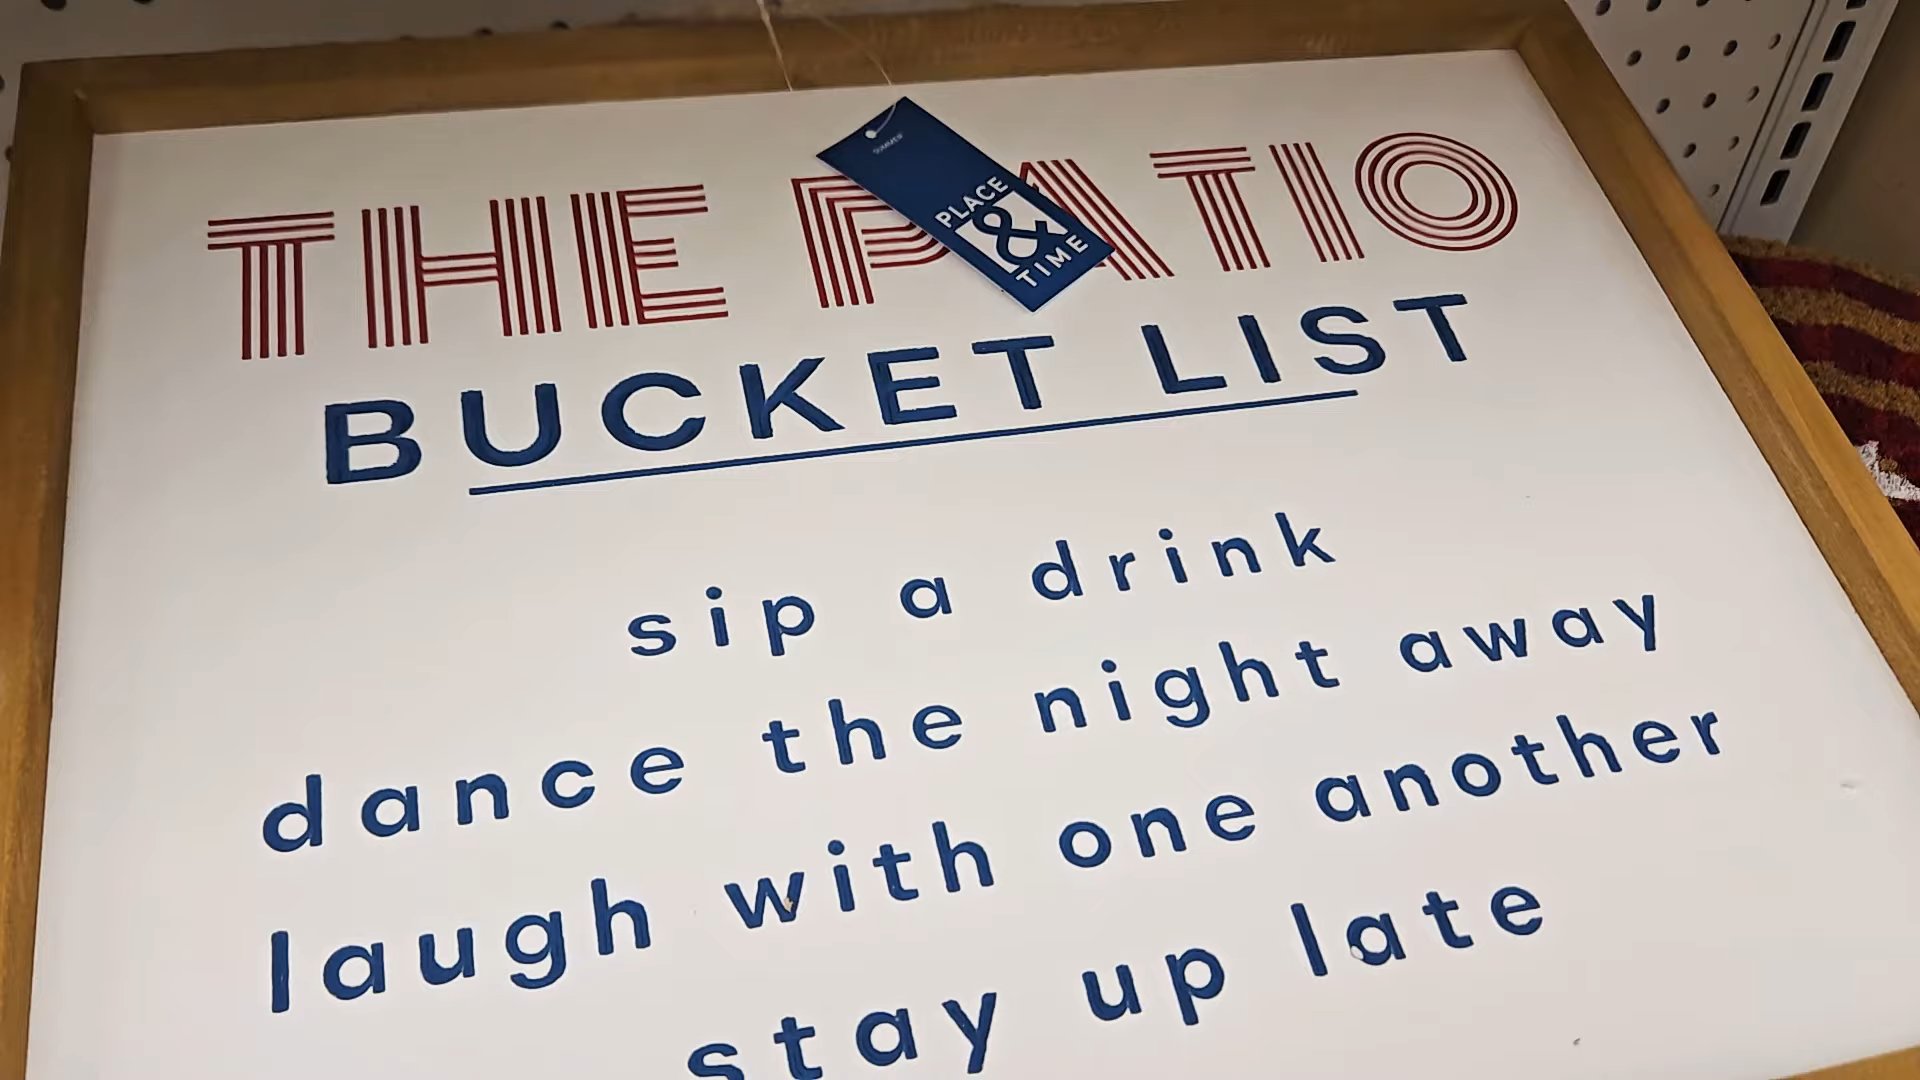 THE PATIO
SUMMER
PLACE
&
TIME
BUCKET LIST
sip a drink
dance the night away
laugh with one another
stay up late